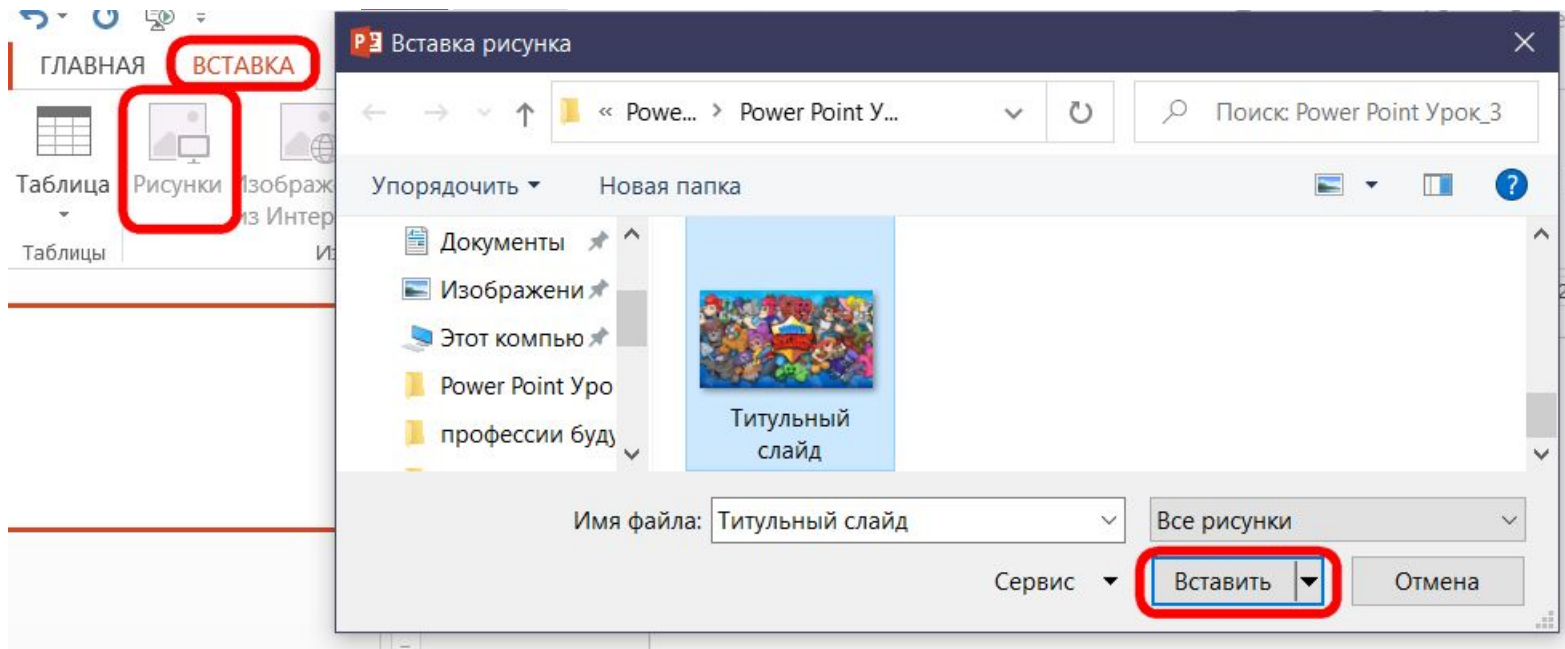 ГЛАВНАЯ
ВСТАВКА
Таблица
Рисунки
Изображ
из Интер
Таблицы
Из
Вставка рисунка
« Powe... > Power Point У...
Поиск: Power Point Урок_3
Упорядочить
Новая папка
Документы
Изображени
Этот компью
Power Point Уро
профессии буду
Титульный
слайд
Имя файла: Титульный слайд
Все рисунки
Сервис
Вставить
Отмена